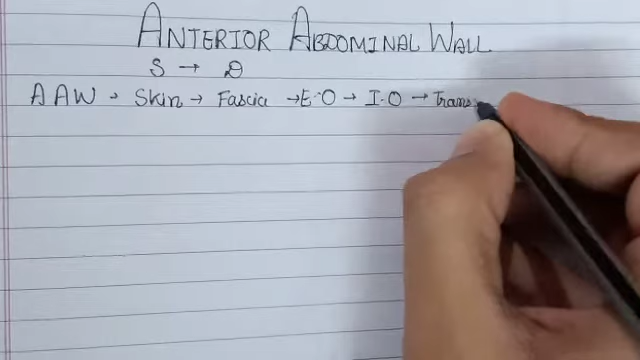 ANTERIOR ABDOMINAL WALL
S → D
AAW → Skin → Fascia → E.O → I.O → Trans